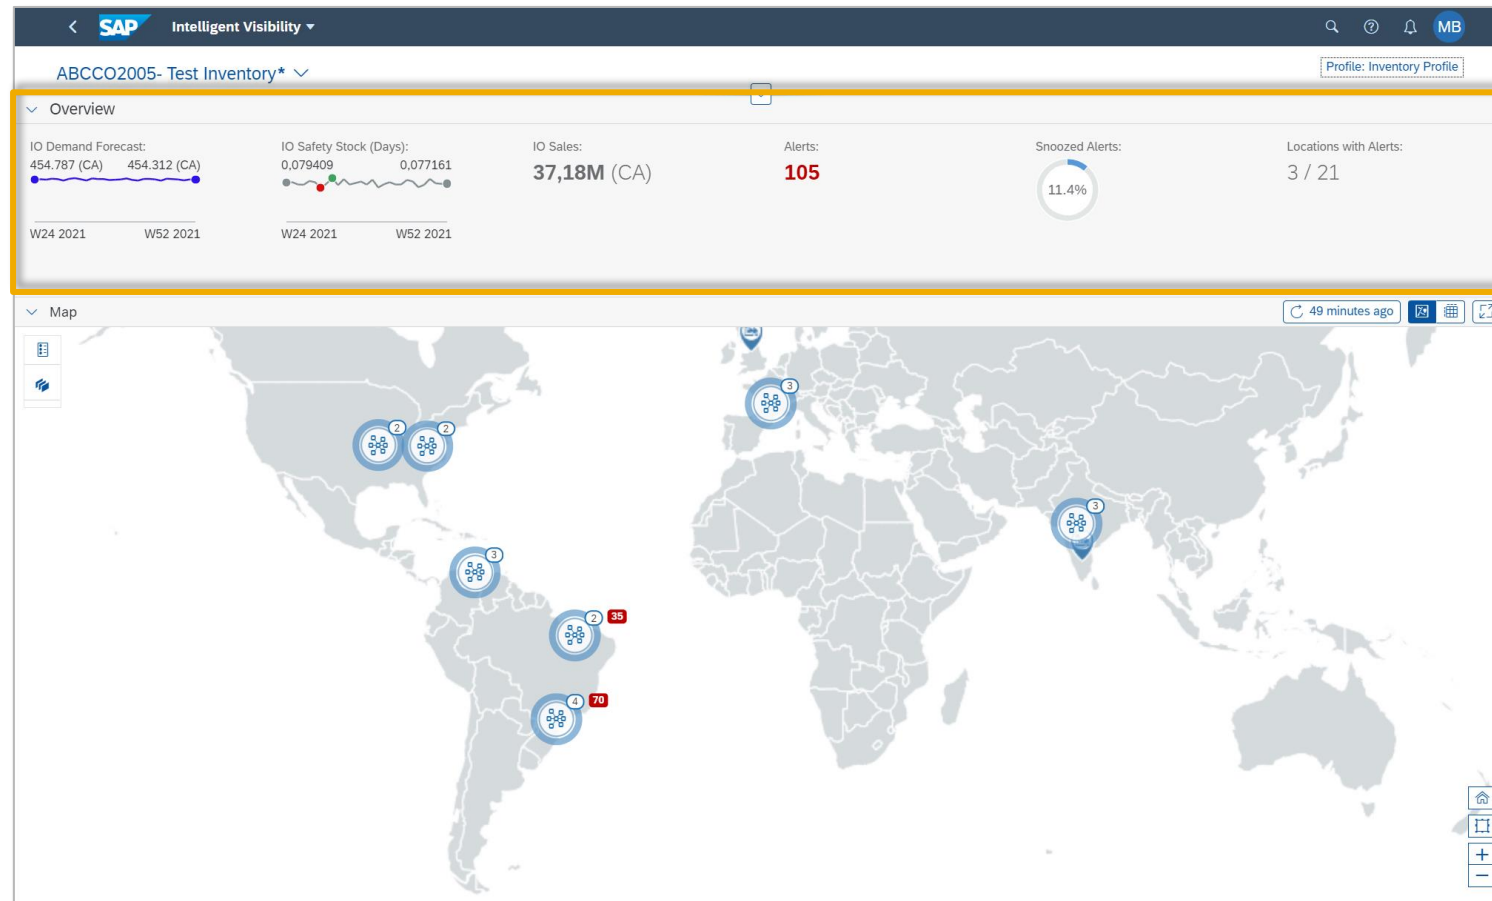 SAP Intelligent Visibility MB
ABCCO2005- Test Inventory*
Profile: Inventory Profile
Overview
IO Demand Forecast: IO Safety Stock (Days): IO Sales: Alerts: Snoozed Alerts: Locations with Alerts:
454.787 (CA) 454.312 (CA) 0,079409 0,077161 37,18M (CA) 105 11.4% 3 / 21
W24 2021 W52 2021 W24 2021 W52 2021
Map 49 minutes ago
3
2 2
3
3
2 35
4 70